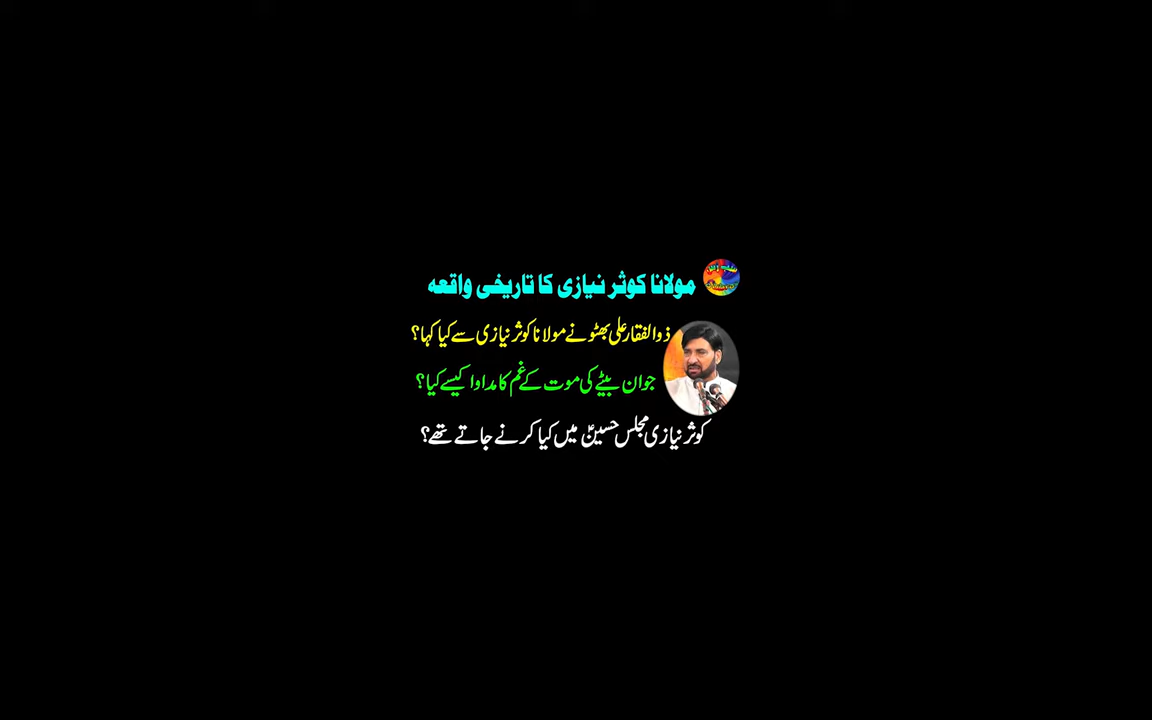 مولانا کوثر نیازی کا تاریخی واقعہ
ذوالفقار علی بھٹو نے مولانا کوثر نیازی سے کیا کہا؟
جوان بیٹے کی موت کے غم کا مداوا کیسے کیا؟
کوثر نیازی مجلس حسینؑ میں کیا کرنے جاتے تھے؟